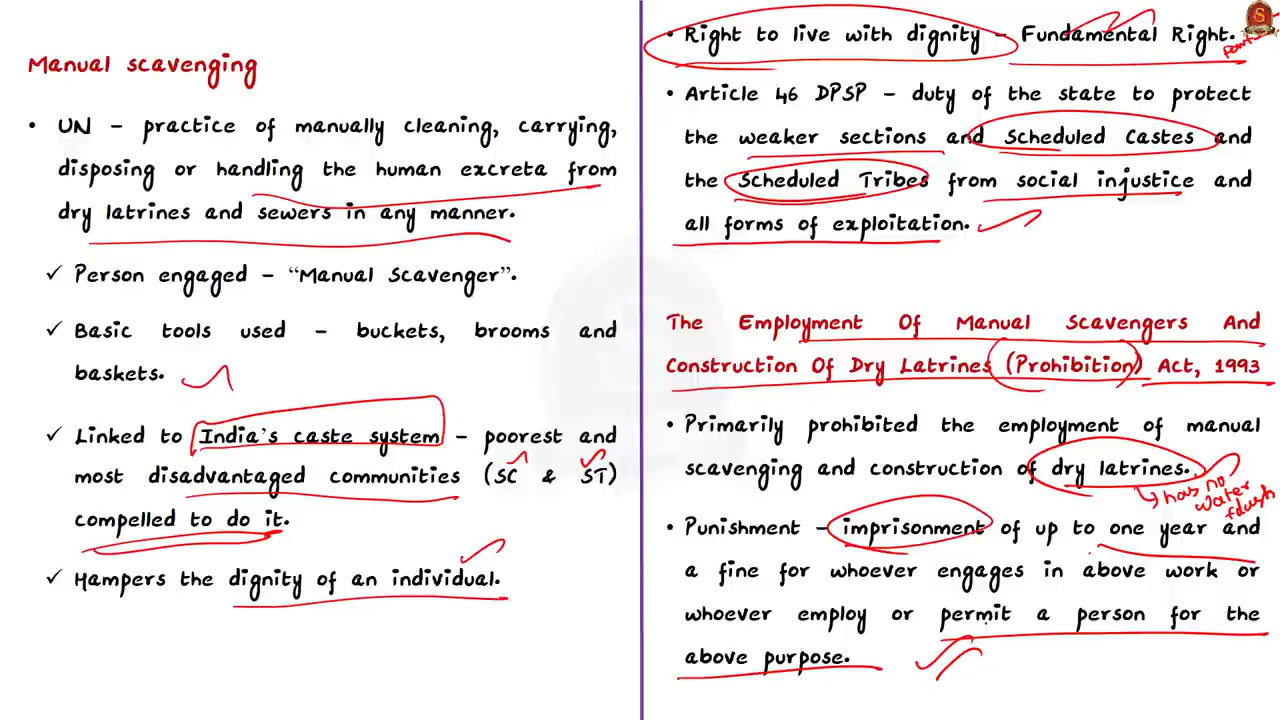 Manual scavenging
• UN – practice of manually cleaning, carrying,
disposing or handling the human excreta from
dry latrines and sewers in any manner.
✓ Person engaged – “Manual Scavenger”.
✓ Basic tools used – buckets, brooms and
baskets.
✓ Linked to India's caste system – poorest and
most disadvantaged communities (SC & ST)
compelled to do it.
✓ Hampers the dignity of an individual.
• Right to live with dignity – Fundamental Right.
• Article 46 DPSP – duty of the state to protect
the weaker sections and Scheduled Castes and
the Scheduled Tribes from social injustice and
all forms of exploitation.
The Employment Of Manual Scavengers And
Construction Of Dry Latrines (Prohibition) Act, 1993
• Primarily prohibited the employment of manual
scavenging and construction of dry latrines.
has no
water
flush
• Punishment – imprisonment of up to one year and
a fine for whoever engages in above work or
whoever employ or permit a person for the
above purpose.